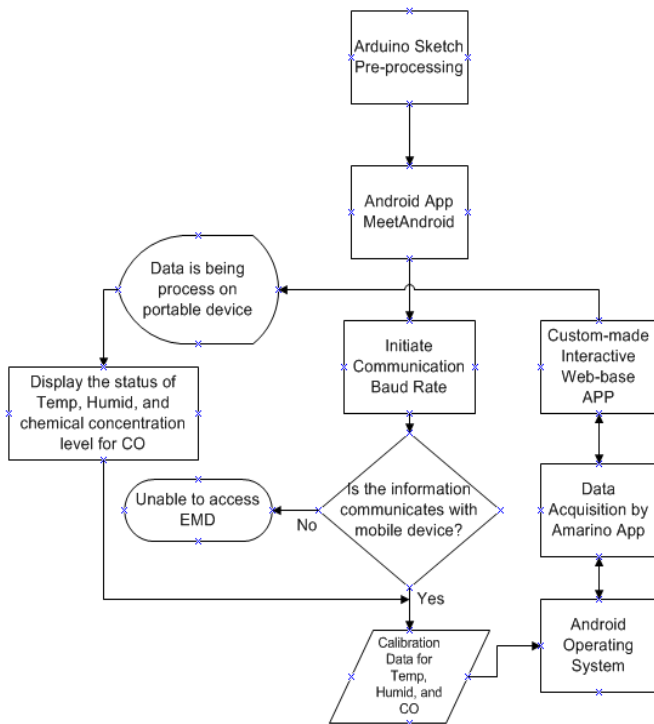 Arduino Sketch
Pre-processing
Android App
MeetAndroid
Data is being
process on
portable device
Initiate
Communication
Baud Rate
Custom-made
Interactive
Web-base
APP
Display the status of
Temp, Humid, and
chemical concentration
level for CO
Unable to access
EMD
No
Is the information
communicates with
mobile device?
Data
Acquisition by
Amarino App
Yes
Calibration
Data for
Temp,
Humid, and
CO
Android
Operating
System